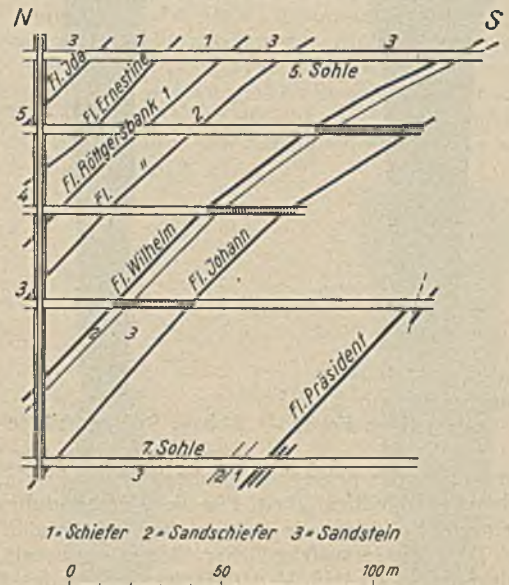 N S
3 1 1 3 3
Fl. Ida
Fl. Ernestine
5. Sohle
5
Fl. Röttgersbank 1
2
Fl. "
4
Fl. Wilhelm
Fl. Johann
3
3
Fl. Präsident
7. Sohle
3 /2/ 1
1 = Schiefer 2 = Sandschiefer 3 = Sandstein
0 50 100 m